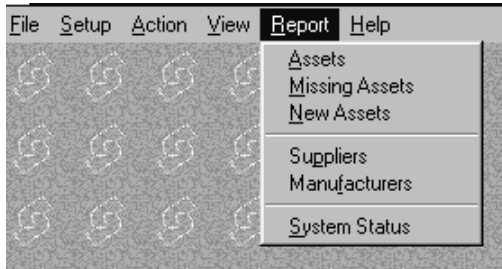 File Setup Action View Report Help
Assets
Missing Assets
New Assets
Suppliers
Manufacturers
System Status